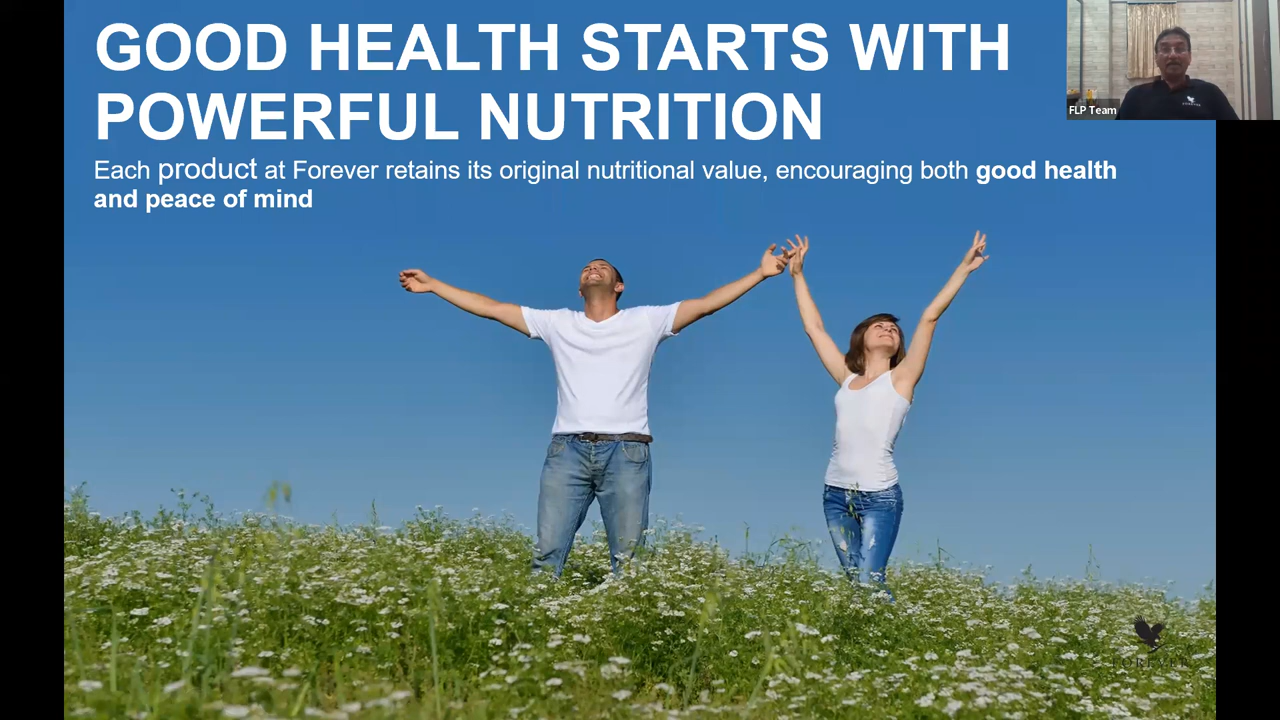 GOOD HEALTH STARTS WITH
POWERFUL NUTRITION
Each product at Forever retains its original nutritional value, encouraging both good health
and peace of mind
FLP Team
FOREVER